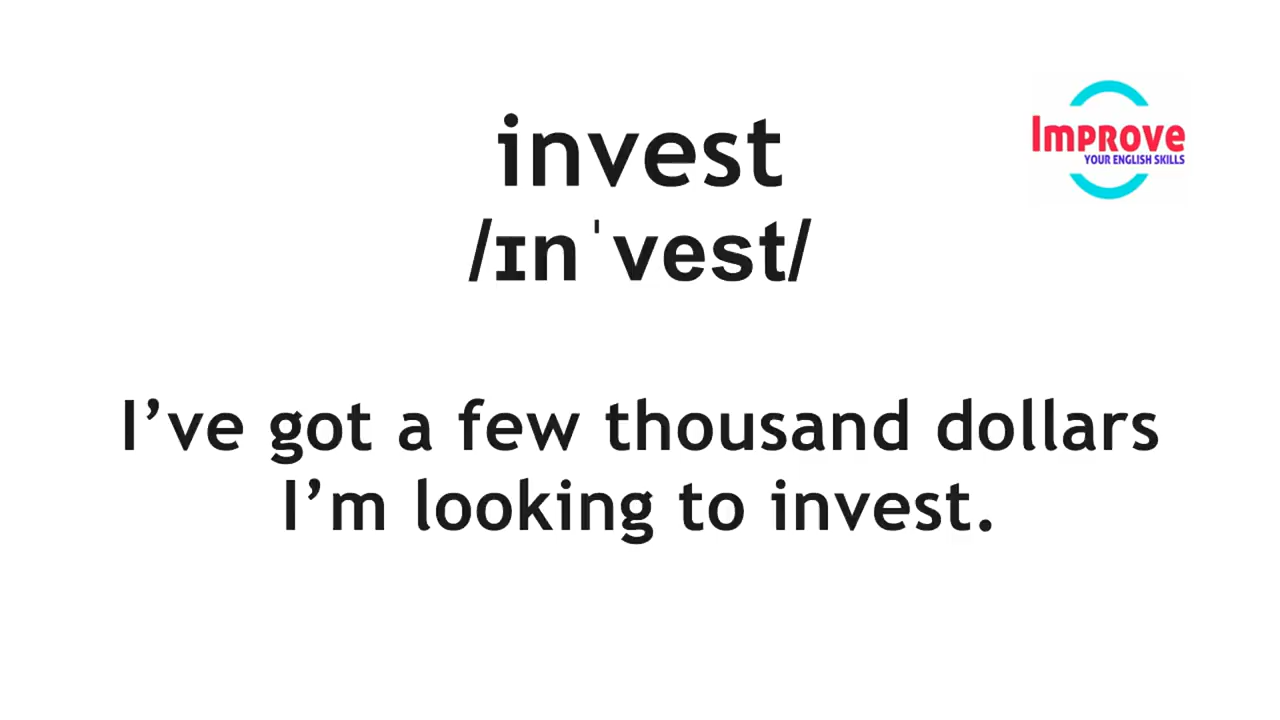 invest
/ɪnˈvest/
Improve
YOUR ENGLISH SKILLS
I’ve got a few thousand dollars
I’m looking to invest.